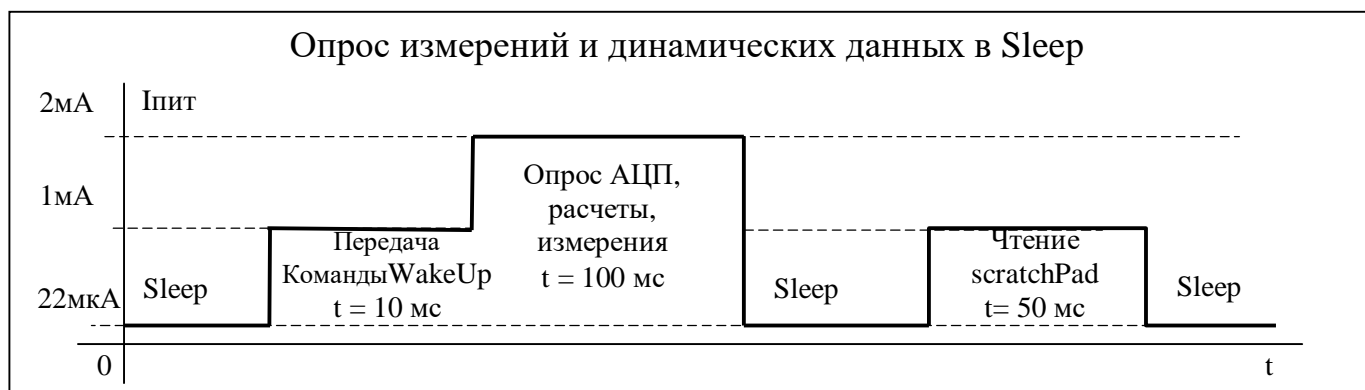 Опрос измерений и динамических данных в Sleep
2мА
Iпит
1мА
22мкА
Sleep
Передача
КомандыWakeUp
t = 10 мс
Опрос АЦП,
расчеты,
измерения
t = 100 мс
Sleep
Чтение
scratchPad
t= 50 мс
Sleep
0
t